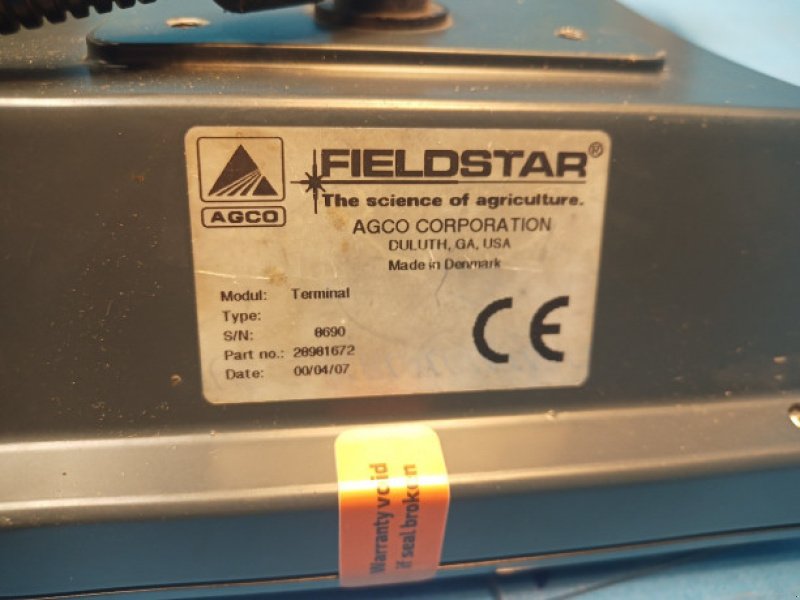 AGCO
FIELDSTAR®
The science of agriculture.
AGCO CORPORATION
DULUTH, GA, USA
Made in Denmark
Modul: Terminal
Type:
S/N: 8690
Part no.: 28981672
Date: 00/04/07
CE
Warranty void
if seal broken